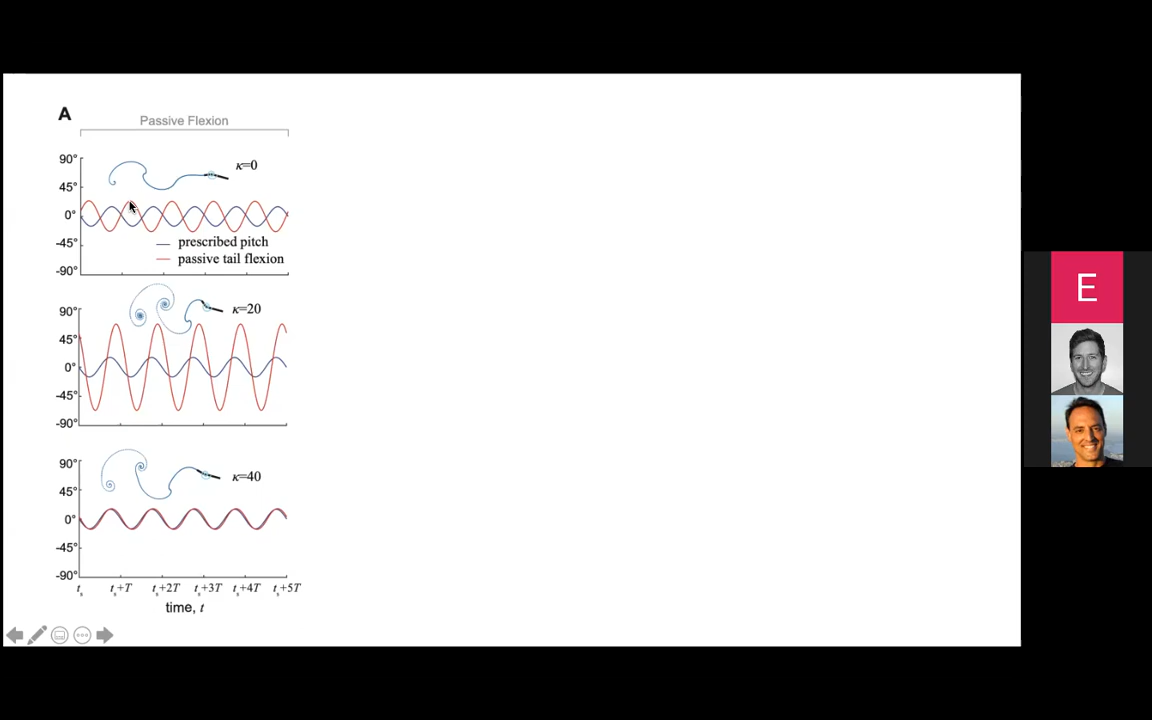 A
Passive Flexion
90°
45°
0°
-45°
-90°
κ=0
prescribed pitch
passive tail flexion
90°
45°
0°
-45°
-90°
κ=20
90°
45°
0°
-45°
-90°
κ=40
tₛ tₛ+T tₛ+2T tₛ+3T tₛ+4T tₛ+5T
time, t
E